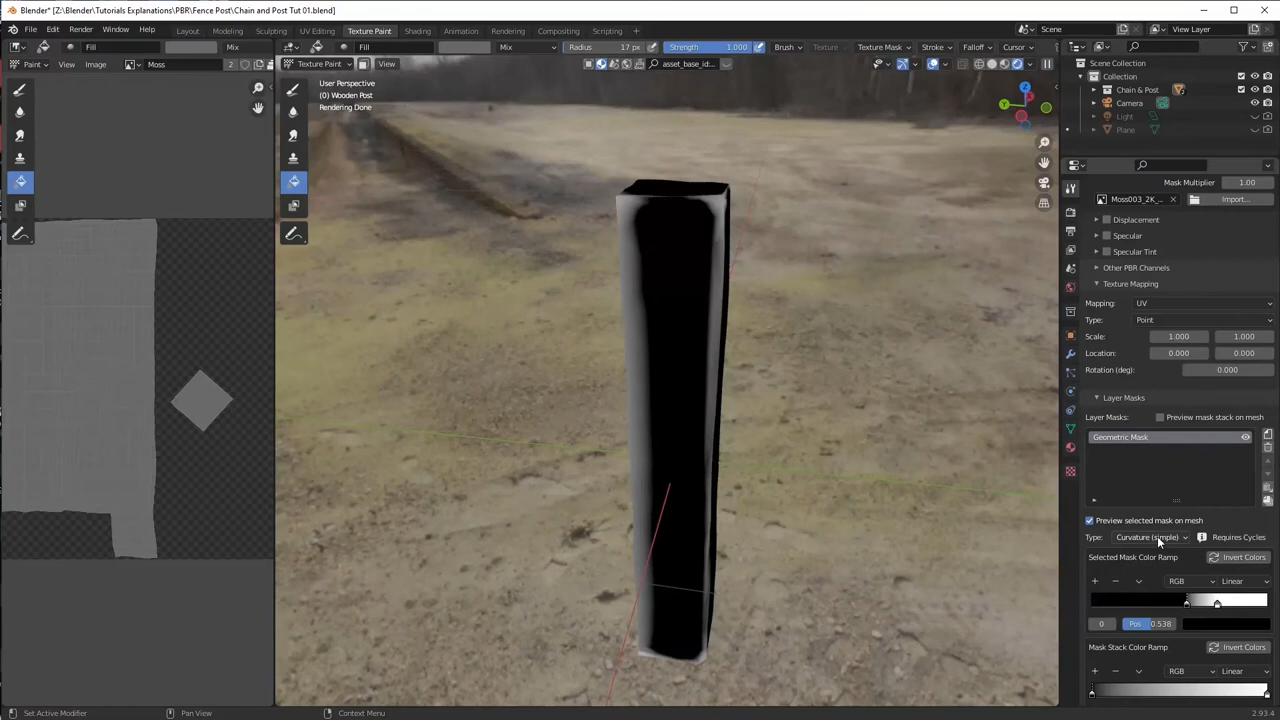 Blender* [Z:\Tutorials Explanations\PBR\Fence Post\Chain and Post Tut 01.blend]
File Edit Render Window Help Layout Modeling Sculpting UV Editing Texture Paint Shading Animation Rendering Compositing Scripting Scene View Layer
Fill Mix Fill Mix Radius 17 px Strength 1.000 Brush Texture Texture Mask Stroke Falloff Cursor
Paint View Image Moss 2 Texture Paint View asset_base_id:...
Scene Collection
Collection
Chain & Post
Camera
Light
Plane
User Perspective
(0) Wooden Post
Rendering Done
Z
Y
Mask Multiplier 1.00
Moss003_2K_... Import...
Displacement
Specular
Specular Tint
Other PBR Channels
Texture Mapping
Mapping: UV
Type: Point
Scale: 1.000 1.000
Location: 0.000 0.000
Rotation (deg): 0.000
Layer Masks
Layer Masks: Preview mask stack on mesh
Geometric Mask
Preview selected mask on mesh
Type: Curvature (simple) Requires Cycles
Selected Mask Color Ramp Invert Colors
RGB Linear
0 Pos 0.538
Mask Stack Color Ramp Invert Colors
RGB Linear
Set Active Modifier Pan View Context Menu 2.93.4